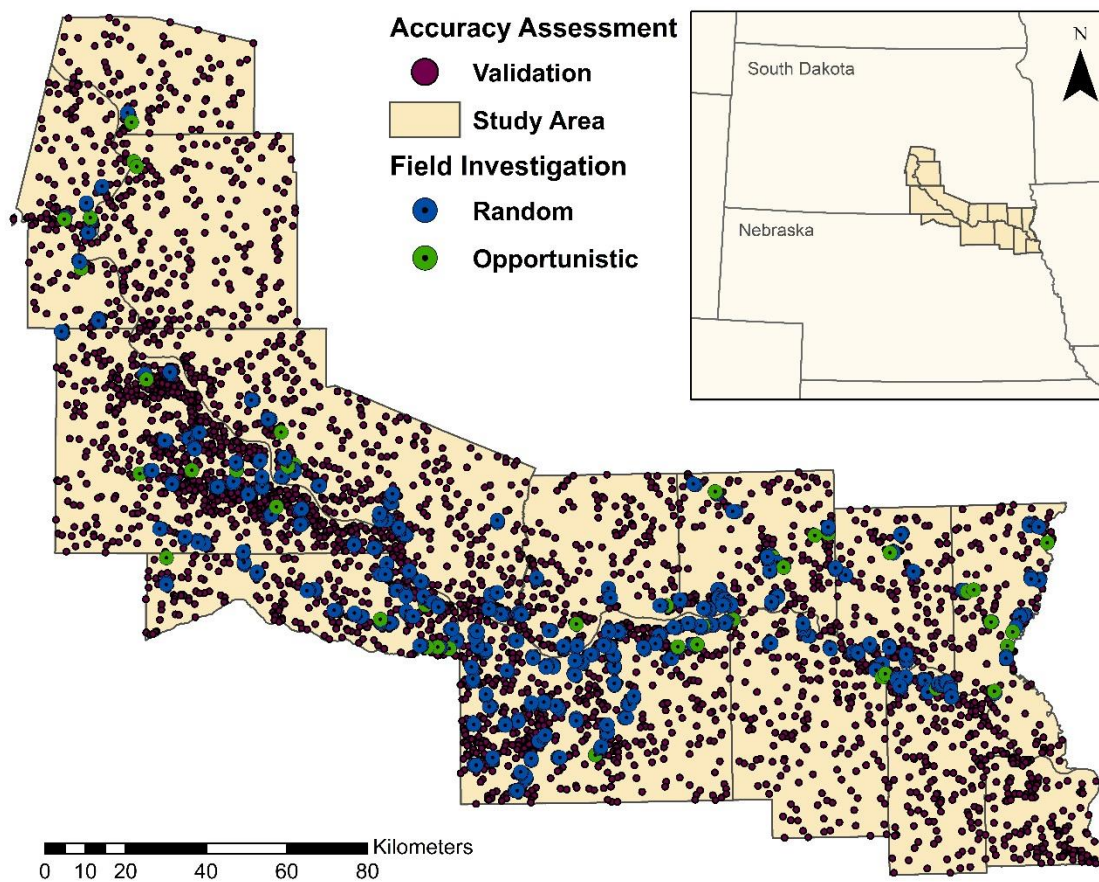 Accuracy Assessment
Validation
Study Area
Field Investigation
Random
Opportunistic
South Dakota
Nebraska
N
Kilometers
0 10 20 40 60 80